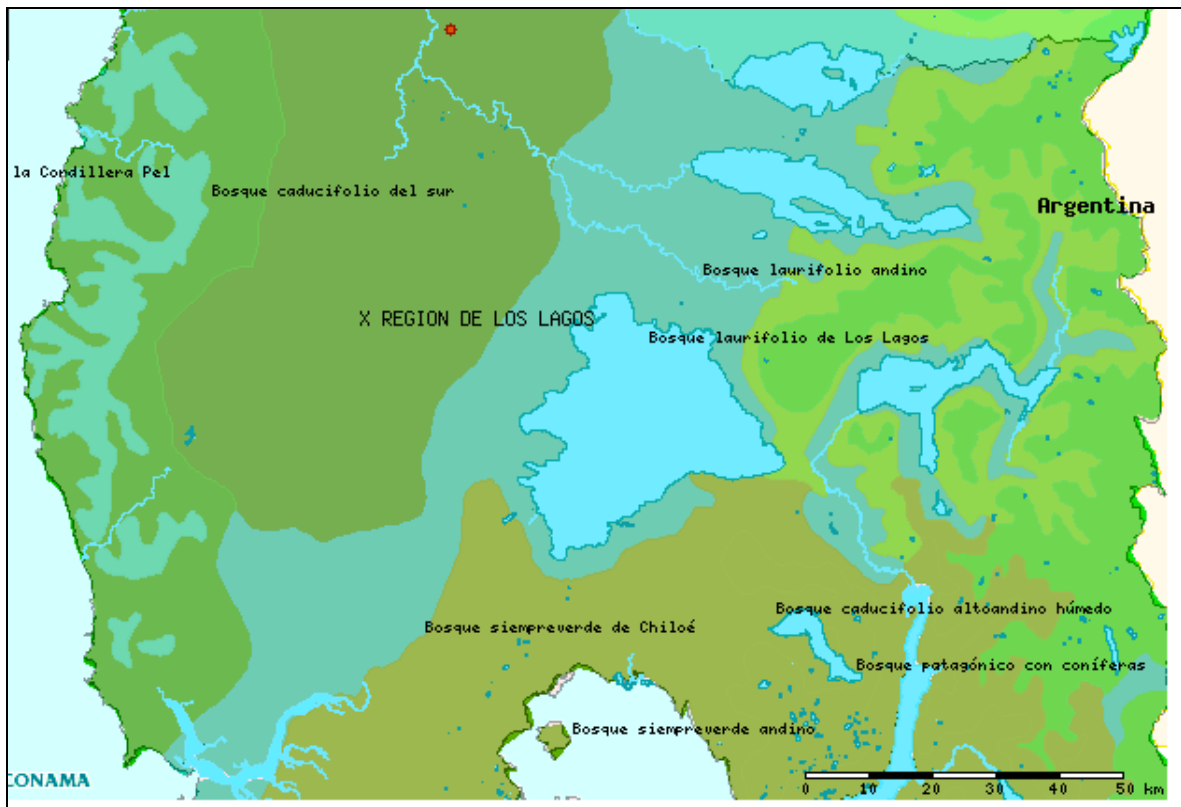 la Condillera Pel
Bosque caducifolio del sur
Argentina
Bosque laurifolio andino
X REGION DE LOS LAGOS
Bosque laurifolio de Los Lagos
Bosque caducifolio altoandino húmedo
Bosque siempreverde de Chiloé
Bosque patagónico con coníferas
Bosque siempreverde andino
CONAMA
0 10 20 30 40 50 km